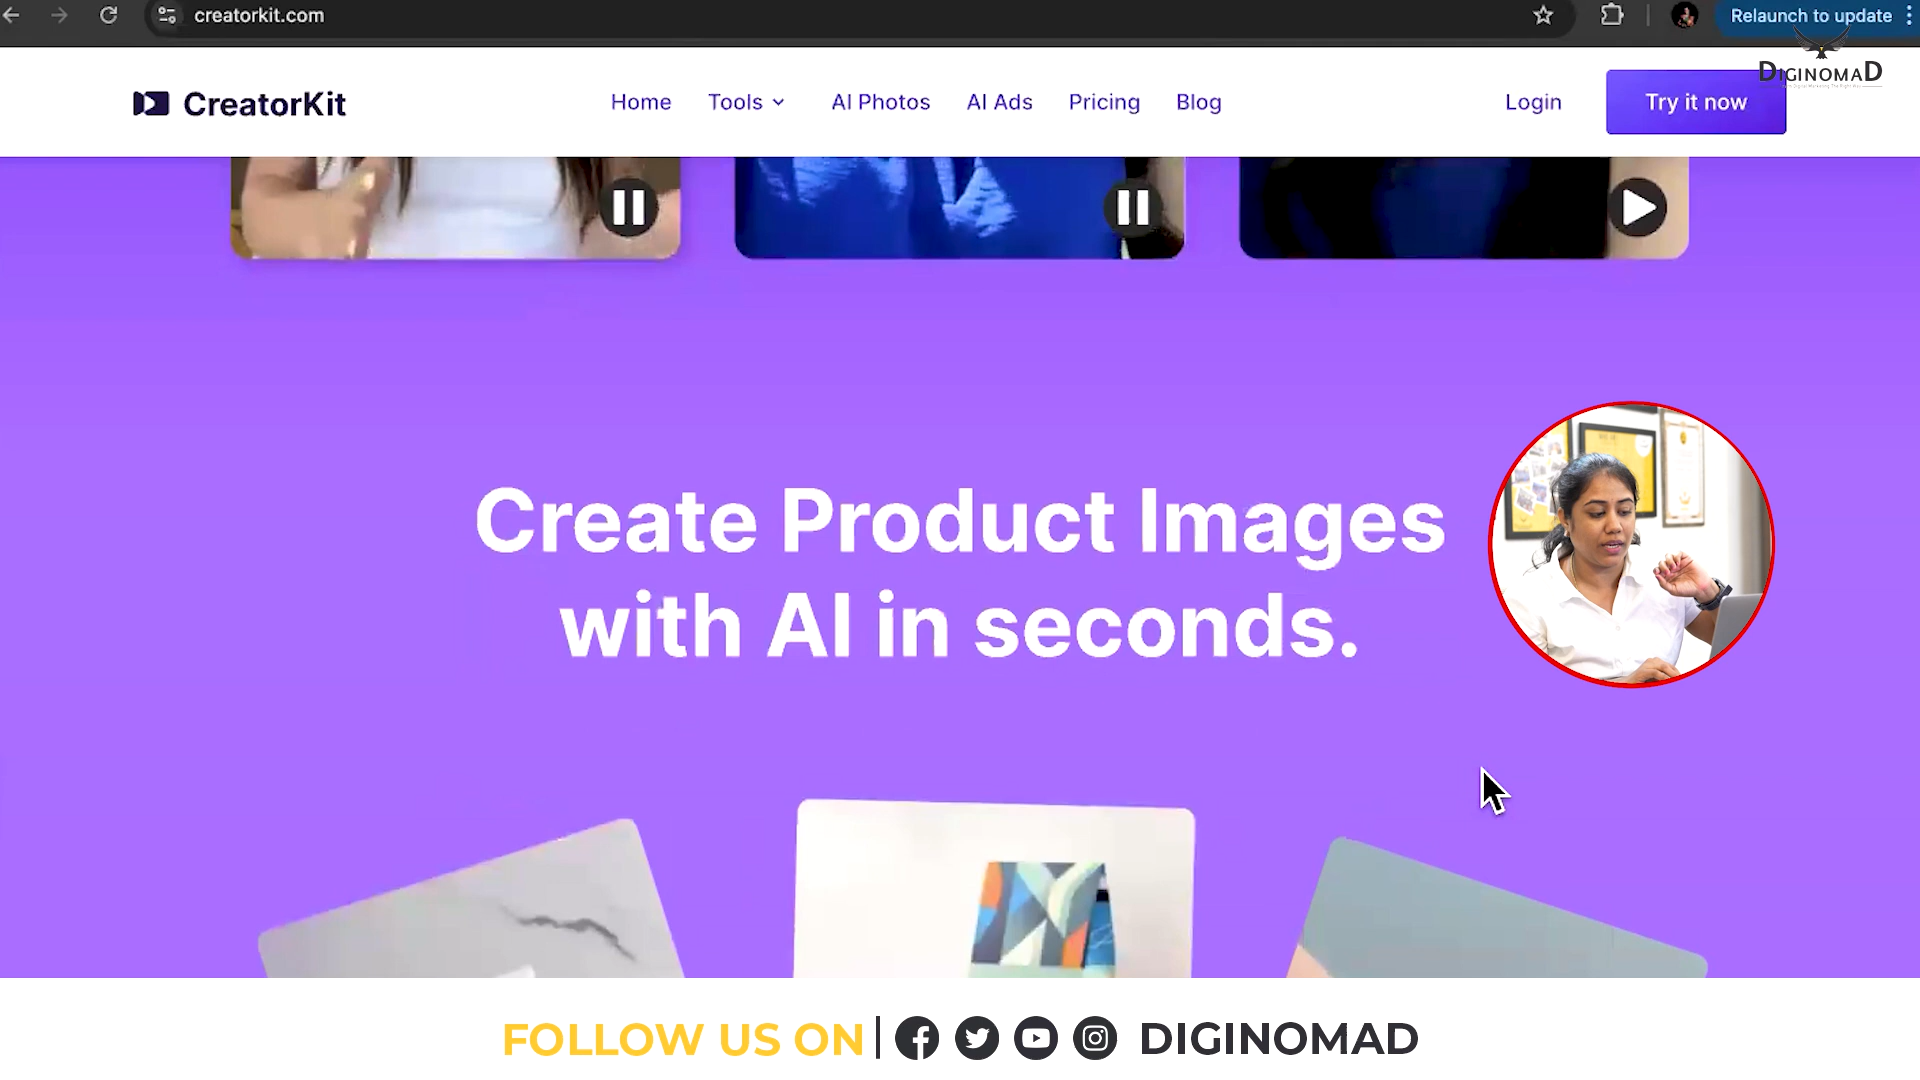 creatorkit.com
Relaunch to update
DIGINOMAD
CreatorKit
Home
Tools
AI Photos
AI Ads
Pricing
Blog
Login
Try it now
Create Product Images
with AI in seconds.
FOLLOW US ON
DIGINOMAD